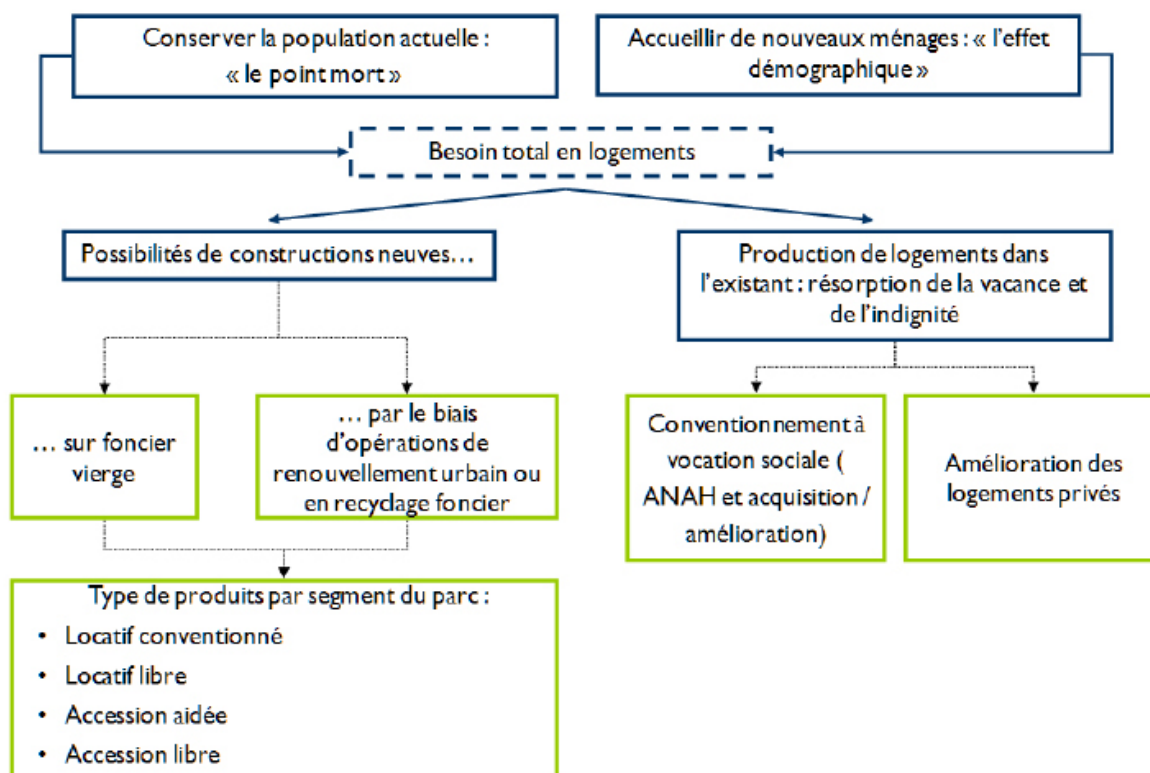 Conserver la population actuelle :
« le point mort »
Accueillir de nouveaux ménages : « l'effet
démographique »
Besoin total en logements
Possibilités de constructions neuves…
Production de logements dans
l'existant : résorption de la vacance et
de l'indignité
… sur foncier
vierge
… par le biais
d'opérations de
renouvellement urbain ou
en recyclage foncier
Conventionnement à
vocation sociale (
ANAH et acquisition /
amélioration)
Amélioration des
logements privés
Type de produits par segment du parc :
• Locatif conventionné
• Locatif libre
• Accession aidée
• Accession libre